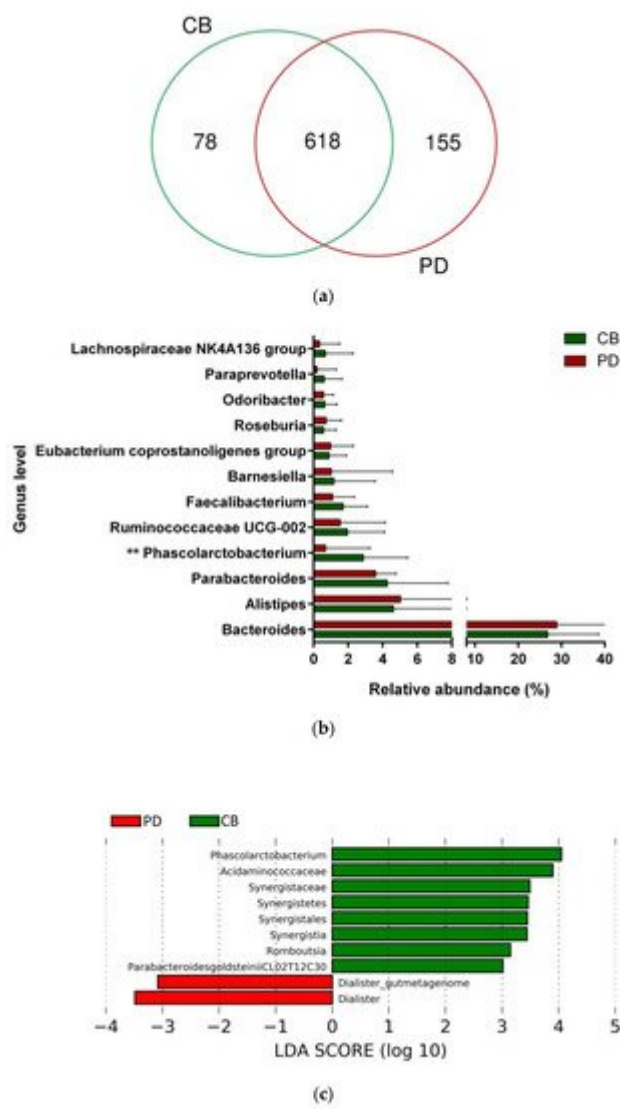 CB
78
618
155
PD
(a)
CB
PD
Genus level
Lachnospiraceae NK4A136 group
Paraprevotella
Odoribacter
Roseburia
Eubacterium coprostanoligenes group
Barnesiella
Faecalibacterium
Ruminococcaceae UCG-002
** Phascolarctobacterium
Parabacteroides
Alistipes
Bacteroides
0 2 4 6 8 10 20 30 40
Relative abundance (%)
(b)
PD CB
Phascolarctobacterium
Acidaminococcaceae
Synergistaceae
Synergistetes
Synergistales
Synergistia
Romboutsia
ParabacteroidesgoldsteiniiCL02T12C30
Dialister_gutmetagenome
Dialister
−4 −3 −2 −1 0 1 2 3 4 5
LDA SCORE (log 10)
(c)